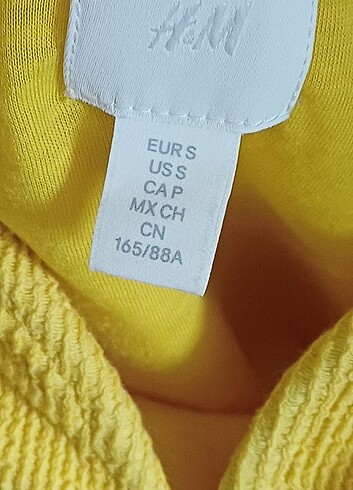 H&M
EUR S
US S
CA P
MX CH
CN
165/88A